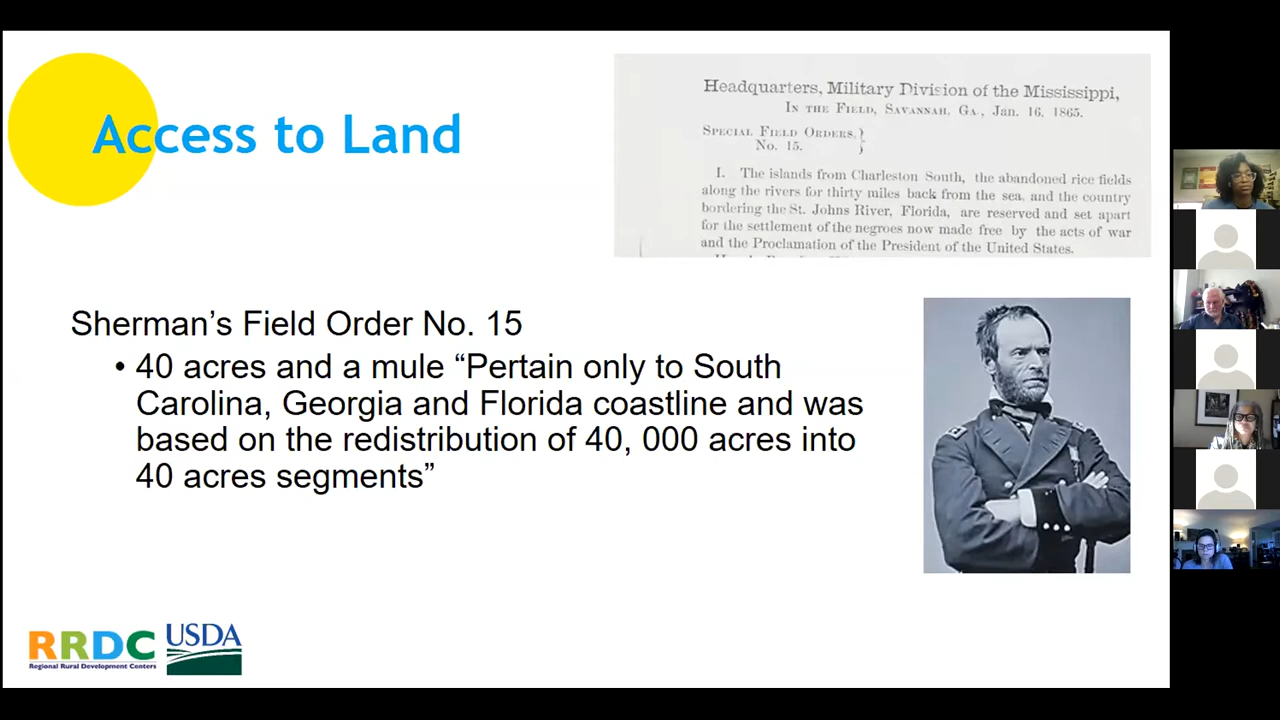 Access to Land
Headquarters, Military Division of the Mississippi,
In the Field, Savannah, Ga., Jan. 16, 1865.
Special Field Orders, }
No. 15.
I. The islands from Charleston South, the abandoned rice fields
along the rivers for thirty miles back from the sea, and the country
bordering the St. Johns River, Florida, are reserved and set apart
for the settlement of the negroes now made free by the acts of war
and the Proclamation of the President of the United States.
Sherman’s Field Order No. 15
• 40 acres and a mule “Pertain only to South
Carolina, Georgia and Florida coastline and was
based on the redistribution of 40, 000 acres into
40 acres segments”
RRDC
Regional Rural Development Centers
USDA